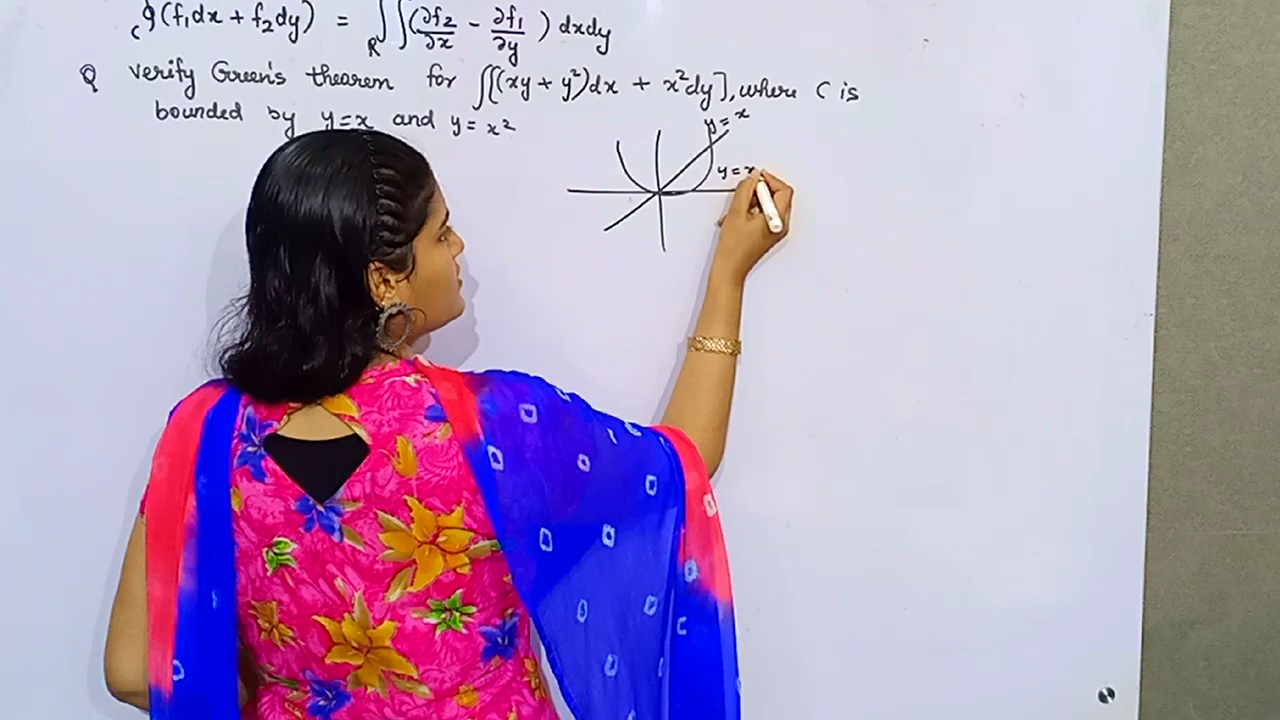 c∮(f₁dx + f₂dy) = R∫∫(∂f₂/∂x - ∂f₁/∂y) dxdy
Q verify Green's theorem for ∫[(xy + y²)dx + x²dy], where C is
bounded by y=x and y= x²
y= x
y=x